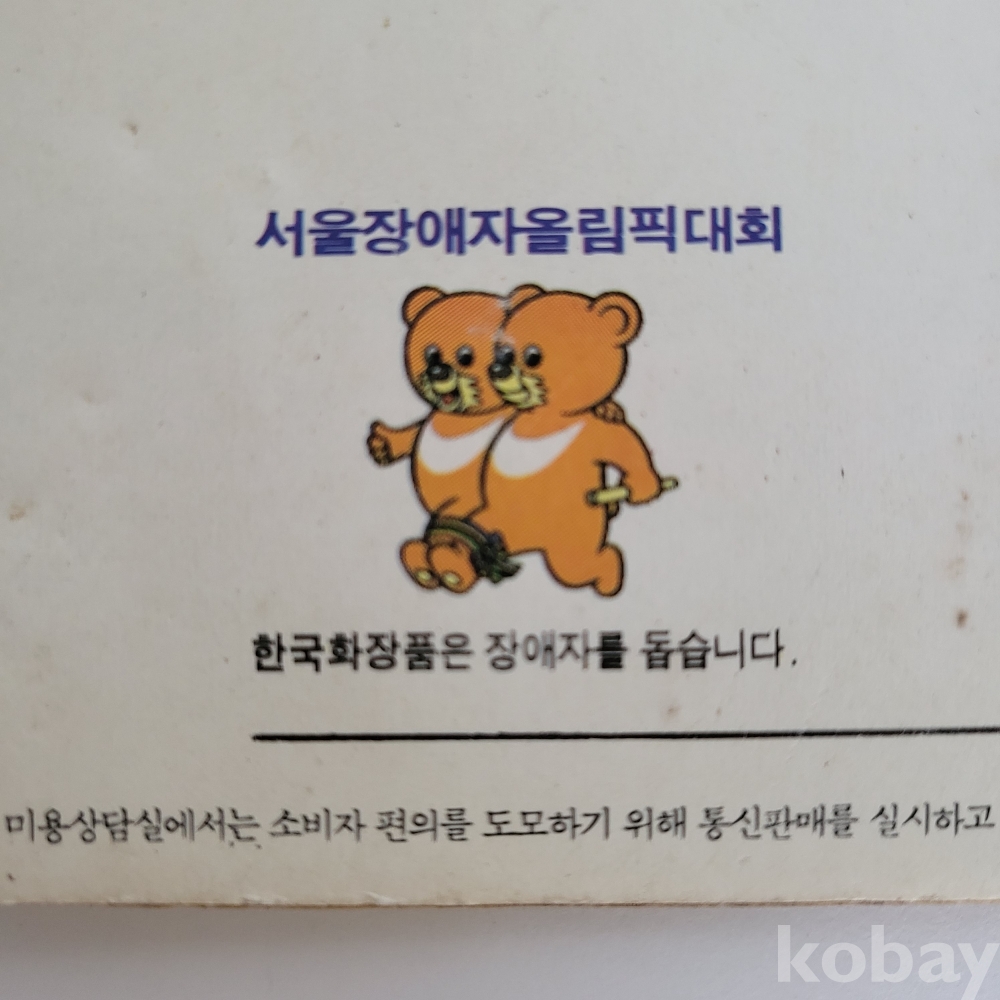 서울장애자올림픽대회
한국화장품은 장애자를 돕습니다.
미용상담실에서는 소비자 편의를 도모하기 위해 통신판매를 실시하고
kobay